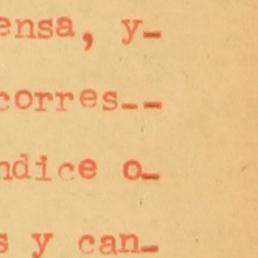 ensa, y-
corres--
ndice o-
s y can-